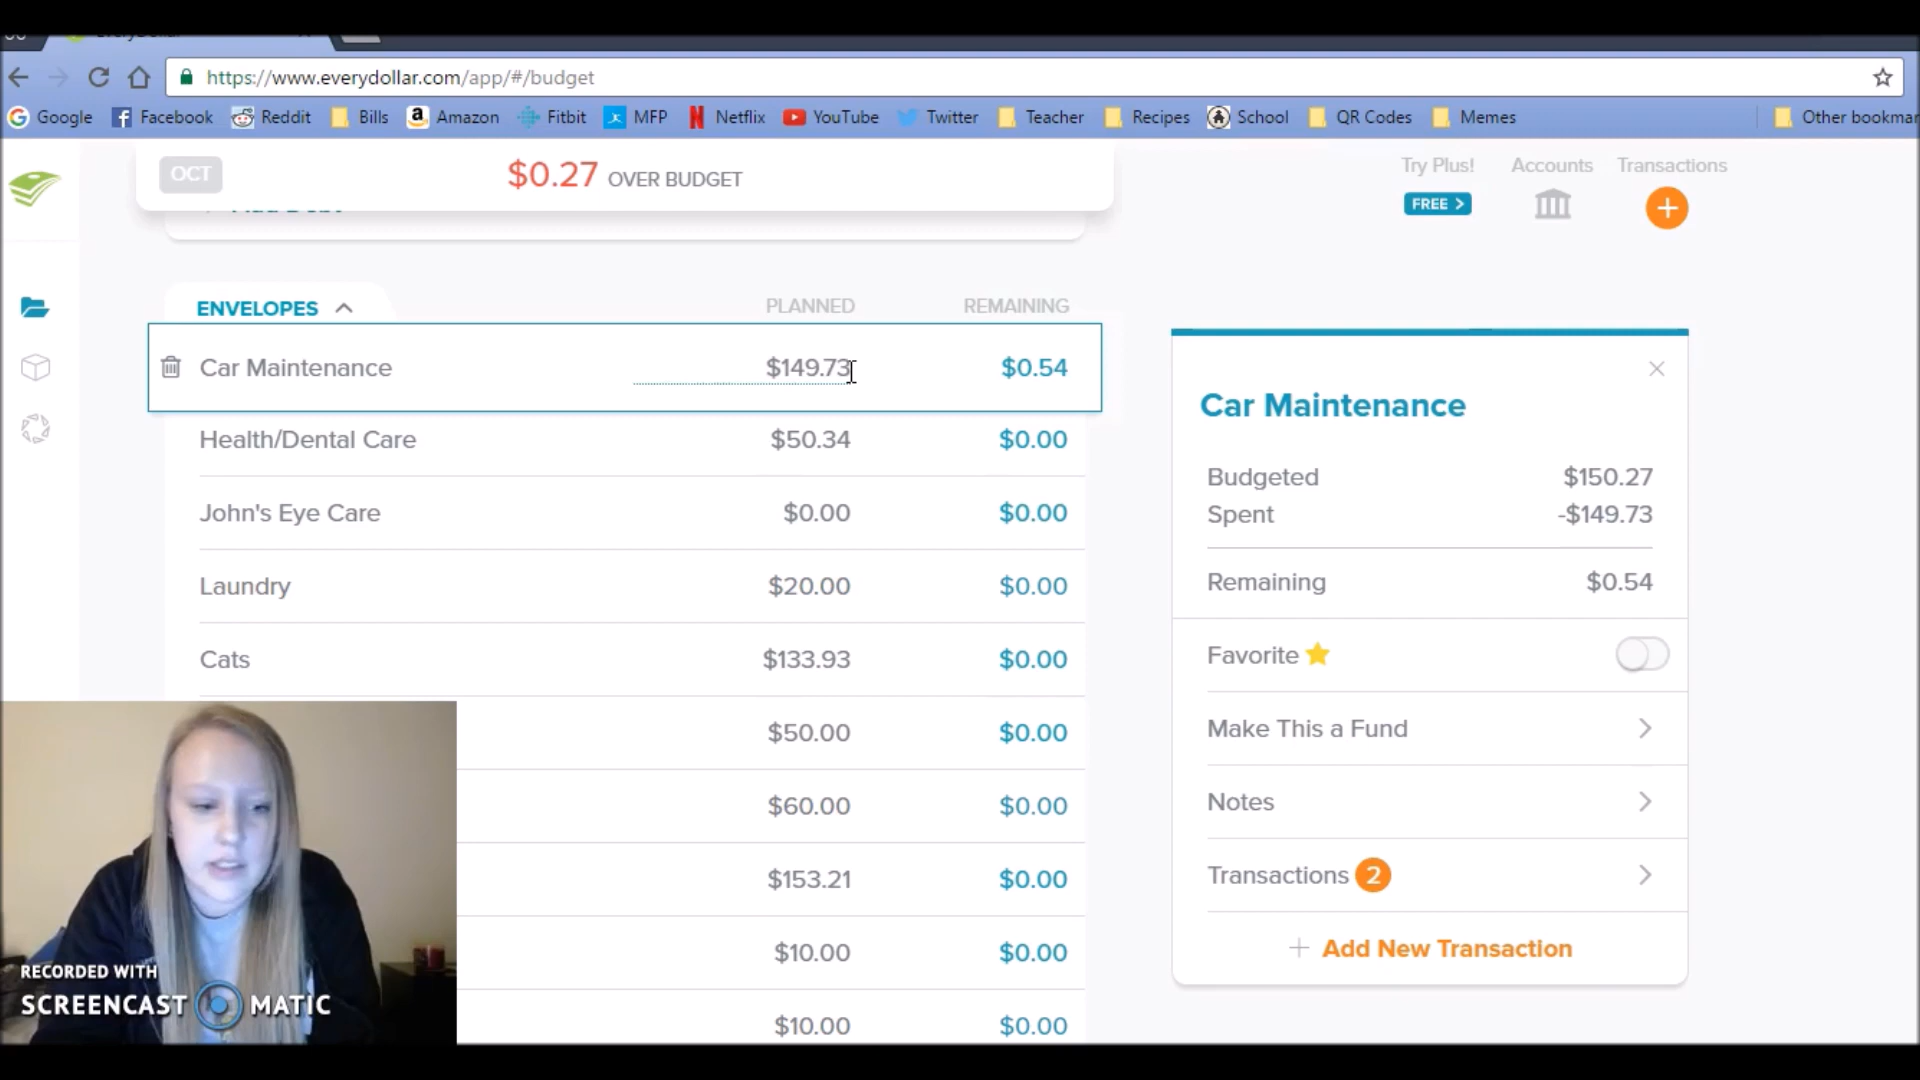 https://www.everydollar.com/app/#/budget
Google Facebook Reddit Bills Amazon Fitbit MFP Netflix YouTube Twitter Teacher Recipes School QR Codes Memes Other bookmar
OCT $0.27 OVER BUDGET
Try Plus! Accounts Transactions
FREE >
Add Debt
ENVELOPES PLANNED REMAINING
Car Maintenance $149.73 $0.54
Health/Dental Care $50.34 $0.00
John's Eye Care $0.00 $0.00
Laundry $20.00 $0.00
Cats $133.93 $0.00
$50.00 $0.00
$60.00 $0.00
$153.21 $0.00
$10.00 $0.00
$10.00 $0.00
Car Maintenance
Budgeted $150.27
Spent -$149.73
Remaining $0.54
Favorite
Make This a Fund
Notes
Transactions 2
+ Add New Transaction
RECORDED WITH
SCREENCAST MATIC